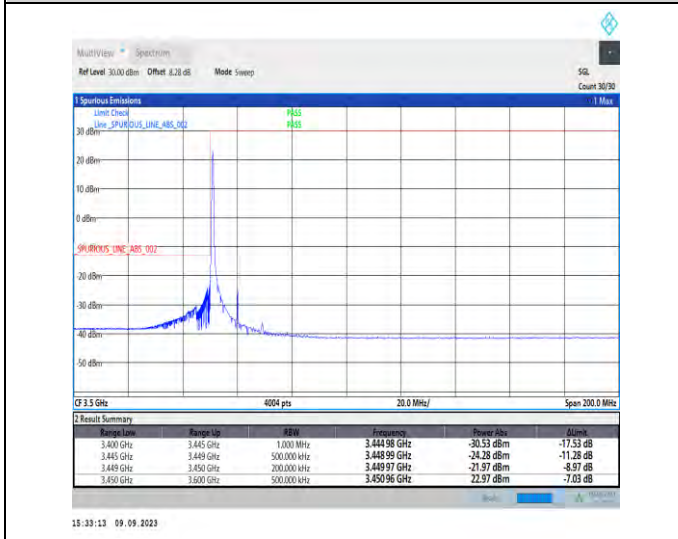 MultiView Spectrum
Ref Level 30.00 dBm Offset 8.28 dB Mode Sweep SGL
Count 30/30
1 Spurious Emissions 1 Max
Limit Check PASS
Line _SPURIOUS_LINE_ABS_002 PASS
30 dBm
20 dBm
10 dBm
0 dBm
_SPURIOUS_LINE_ABS_002
-20 dBm
-30 dBm
-40 dBm
-50 dBm
CF 3.5 GHz 4004 pts 20.0 MHz/ Span 200.0 MHz
2 Result Summary
Range Low Range Up RBW Frequency Power Abs ΔLimit
3.400 GHz 3.445 GHz 1.000 MHz 3.444 98 GHz -30.53 dBm -17.53 dB
3.445 GHz 3.449 GHz 500.000 kHz 3.448 99 GHz -24.28 dBm -11.28 dB
3.449 GHz 3.450 GHz 200.000 kHz 3.449 97 GHz -21.97 dBm -8.97 dB
3.450 GHz 3.600 GHz 500.000 kHz 3.450 96 GHz 22.97 dBm -7.03 dB
15:33:13 09.09.2023